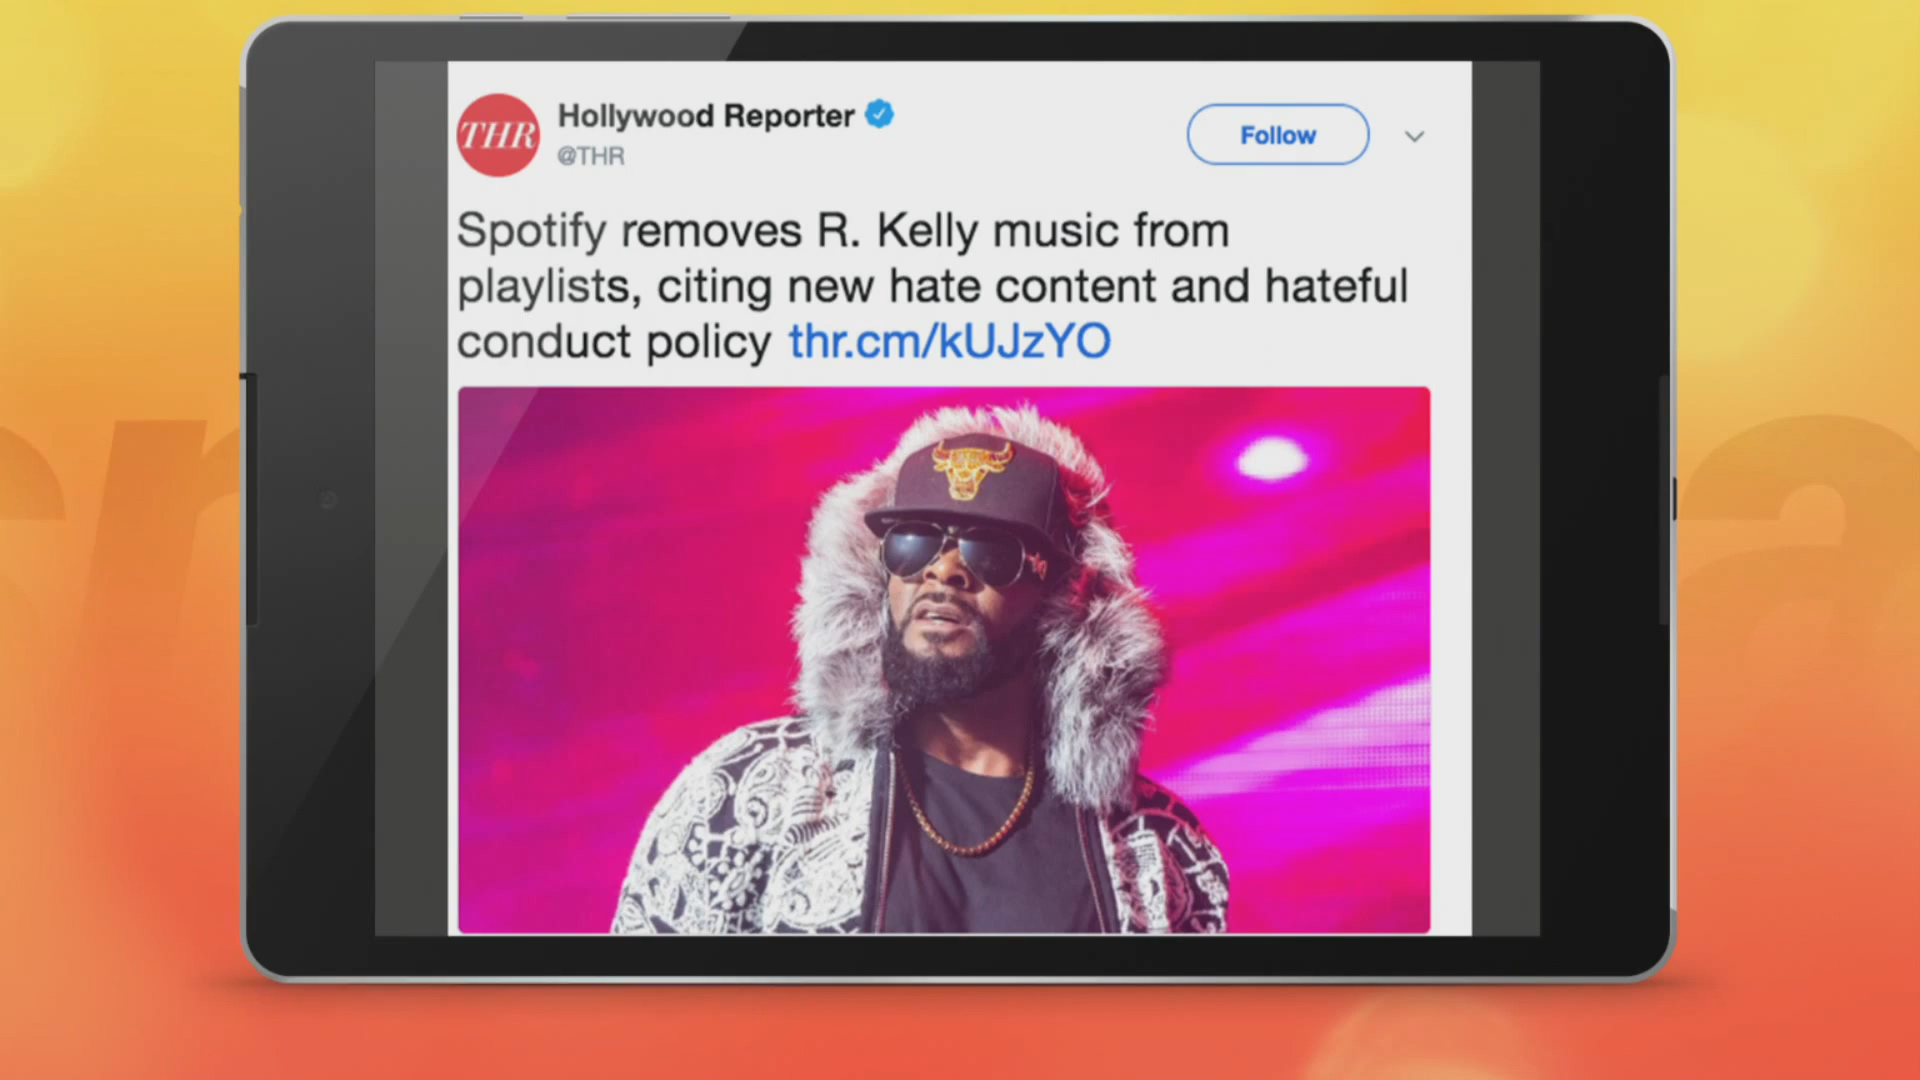 THR
Hollywood Reporter
@THR
Follow
Spotify removes R. Kelly music from
playlists, citing new hate content and hateful
conduct policy thr.cm/kUJzYO